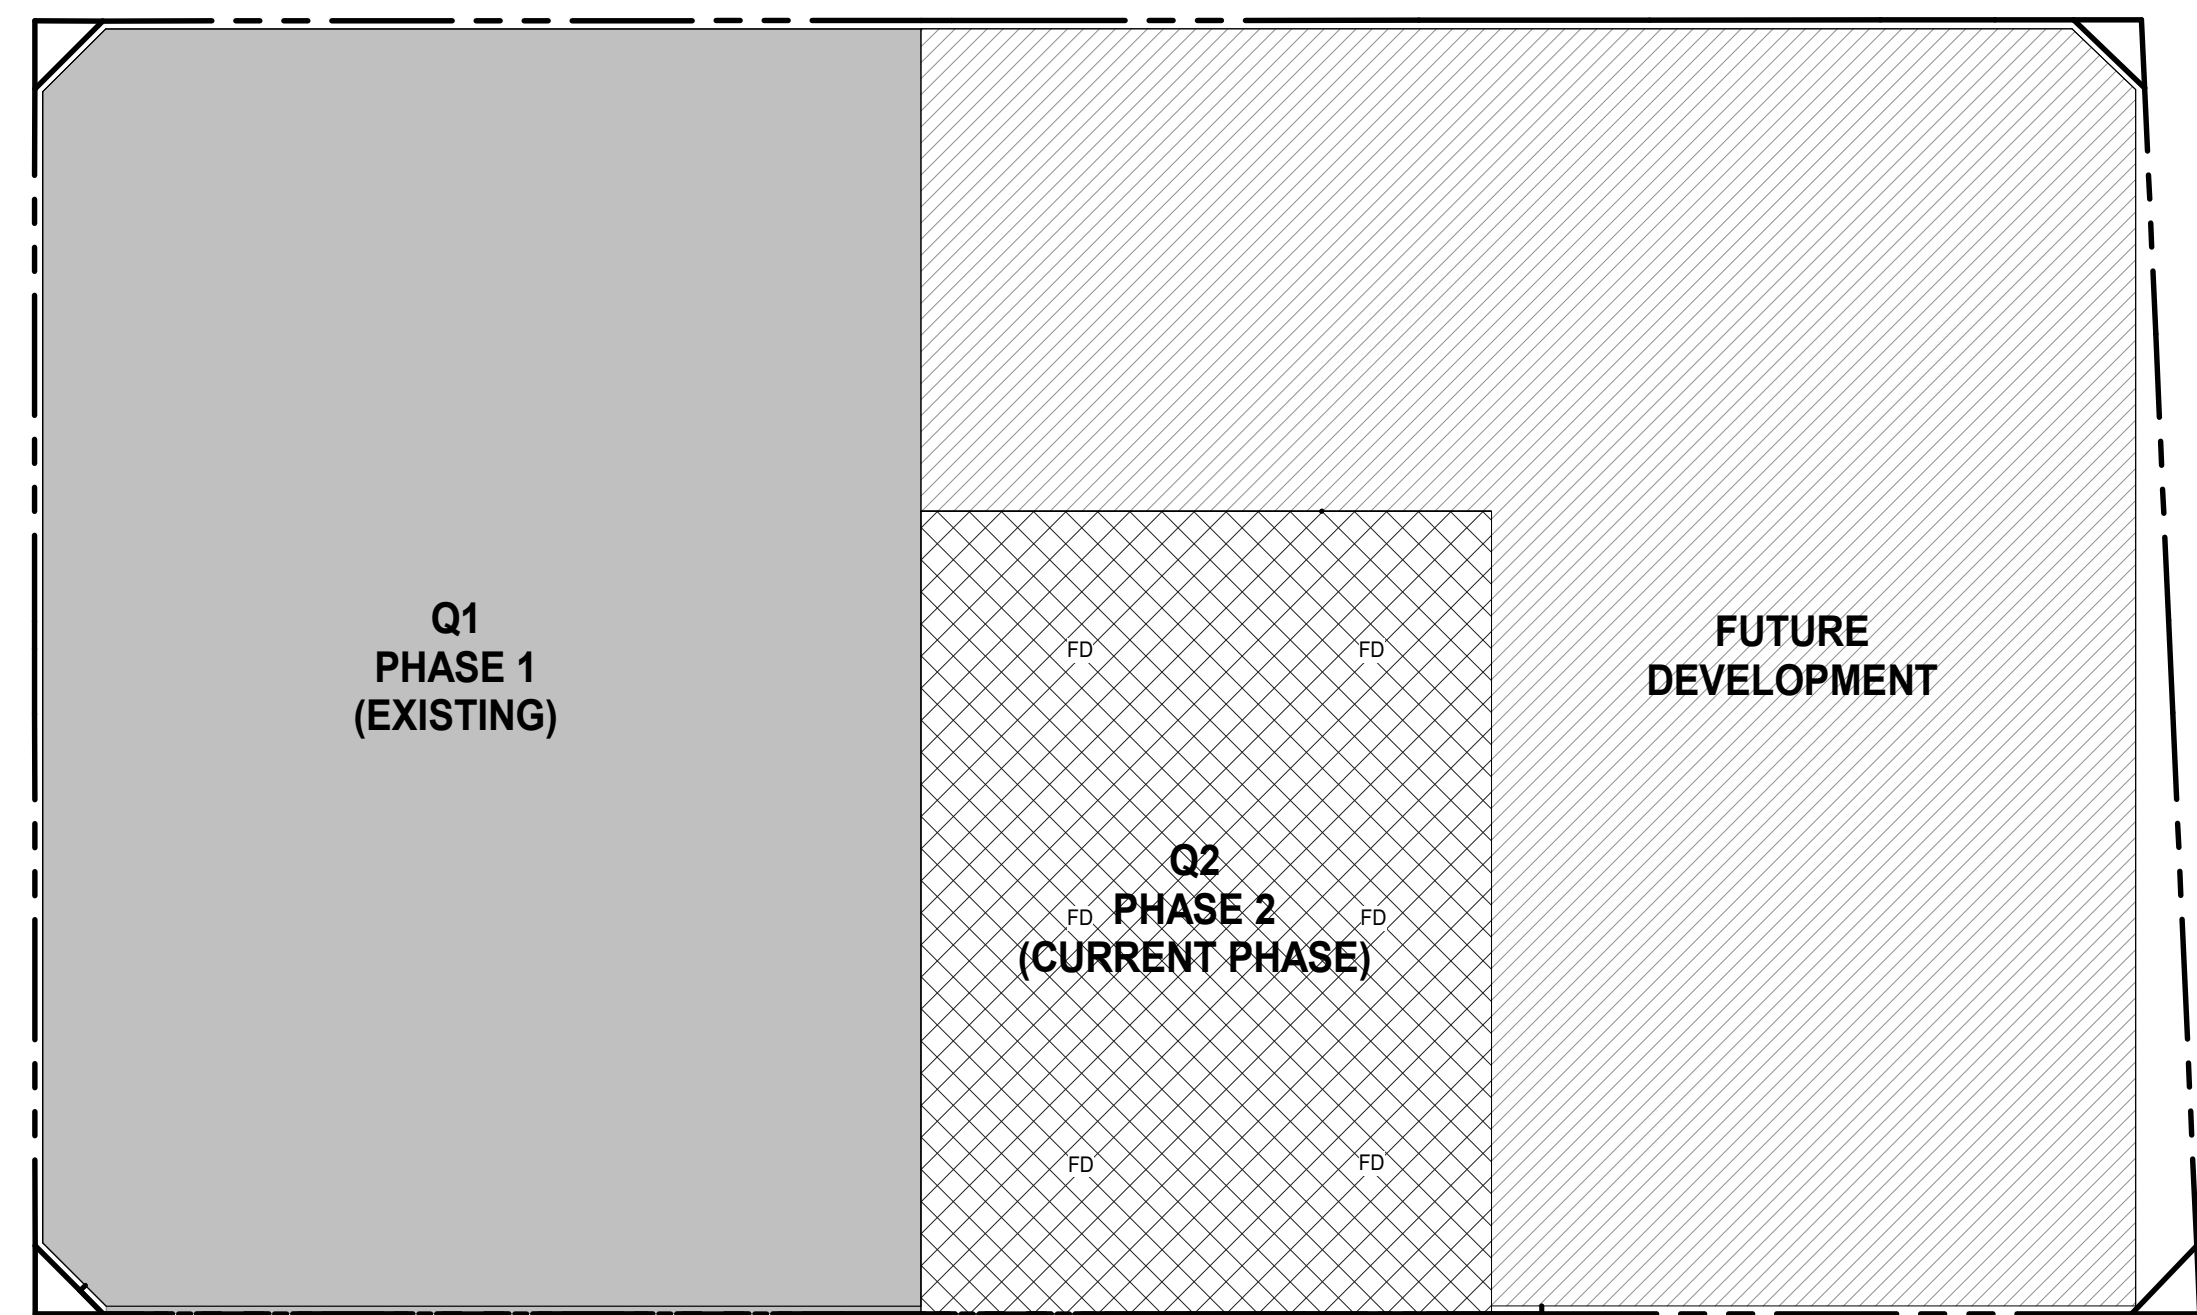 Q1
PHASE 1
(EXISTING)
FUTURE
DEVELOPMENT
FD
FD
Q2
PHASE 2
(CURRENT PHASE)
FD
FD
FD
FD